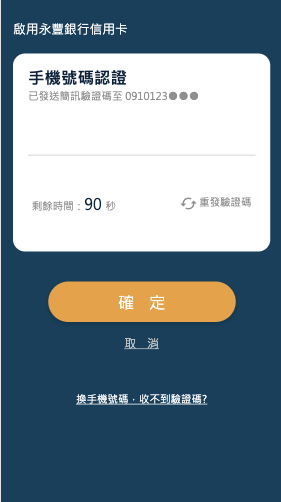 啟用永豐銀行信用卡
手機號碼認證
已發送簡訊驗證碼至 0910123●●●
剩餘時間：90 秒
重發驗證碼
確 定
取 消
換手機號碼，收不到驗證碼?